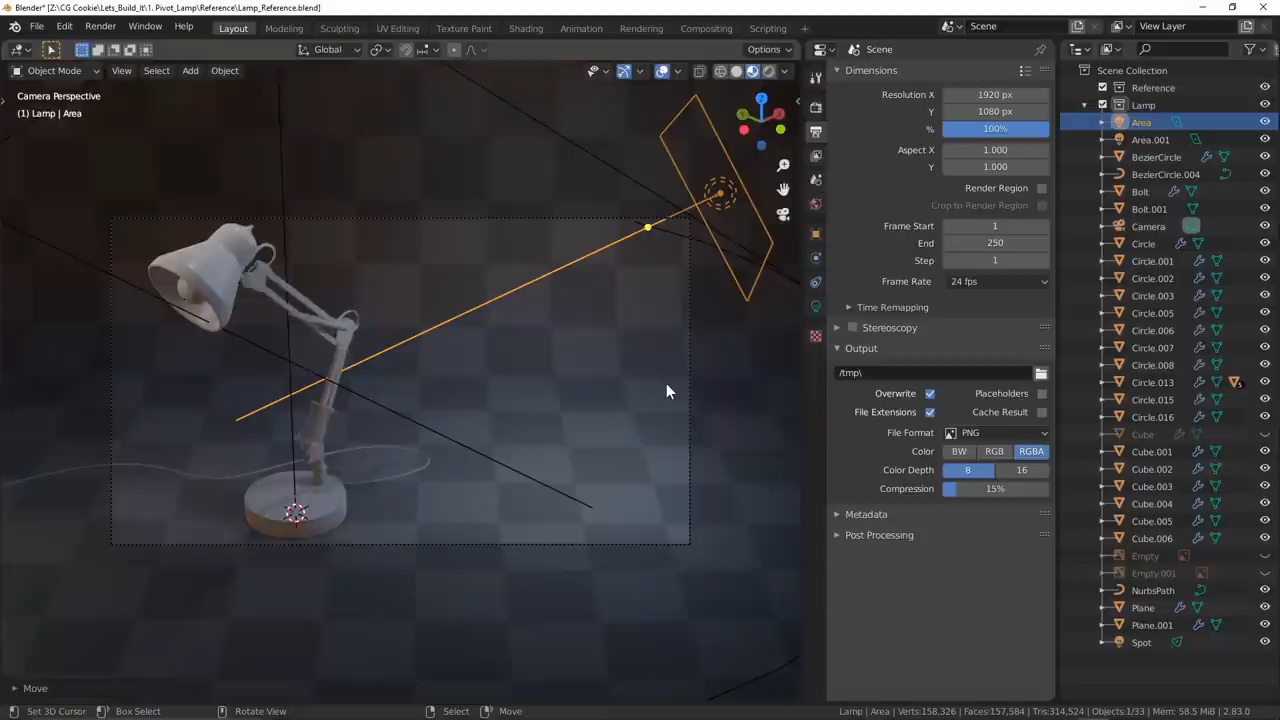 Blender* [Z:\CG Cookie\Lets_Build_It\1. Pivot_Lamp\Reference\Lamp_Reference.blend]
File Edit Render Window Help
Layout Modeling Sculpting UV Editing Texture Paint Shading Animation Rendering Compositing Scripting +
Scene
View Layer
Global
Options
Scene
Object Mode View Select Add Object
Camera Perspective
(1) Lamp | Area
Move
Dimensions
Resolution X 1920 px
Y 1080 px
% 100%
Aspect X 1.000
Y 1.000
Render Region
Crop to Render Region
Frame Start 1
End 250
Step 1
Frame Rate 24 fps
Time Remapping
Stereoscopy
Output
/tmp\
Overwrite Placeholders
File Extensions Cache Result
File Format PNG
Color BW RGB RGBA
Color Depth 8 16
Compression 15%
Metadata
Post Processing
Scene Collection
Reference
Lamp
Area
Area.001
BezierCircle
BezierCircle.004
Bolt
Bolt.001
Camera
Circle
Circle.001
Circle.002
Circle.003
Circle.005
Circle.006
Circle.007
Circle.008
Circle.013
Circle.015
Circle.016
Cube
Cube.001
Cube.002
Cube.003
Cube.004
Cube.005
Cube.006
Empty
Empty.001
NurbsPath
Plane
Plane.001
Spot
Set 3D Cursor Box Select Rotate View Select Move
Lamp | Area | Verts:158,326 | Faces:157,584 | Tris:314,524 | Objects:1/33 | Mem: 58.5 MiB | 2.83.0